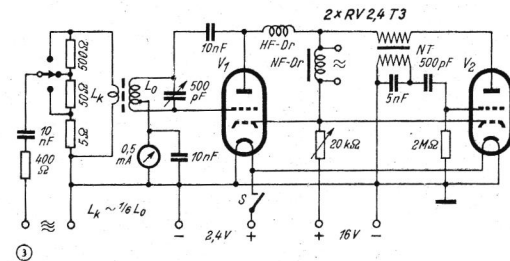 2 x RV 2,4 T3
10nF
HF-Dr
NF-Dr
≈
NT
500pF
V1
V2
500Ω
50Ω
5Ω
Lk
L0
500 pF
5nF
10 nF
400 Ω
0,5 mA
10nF
20 kΩ
2MΩ
S
≈
Lk ~ 1/6 L0
-
2,4V
+
+
16V
-
3